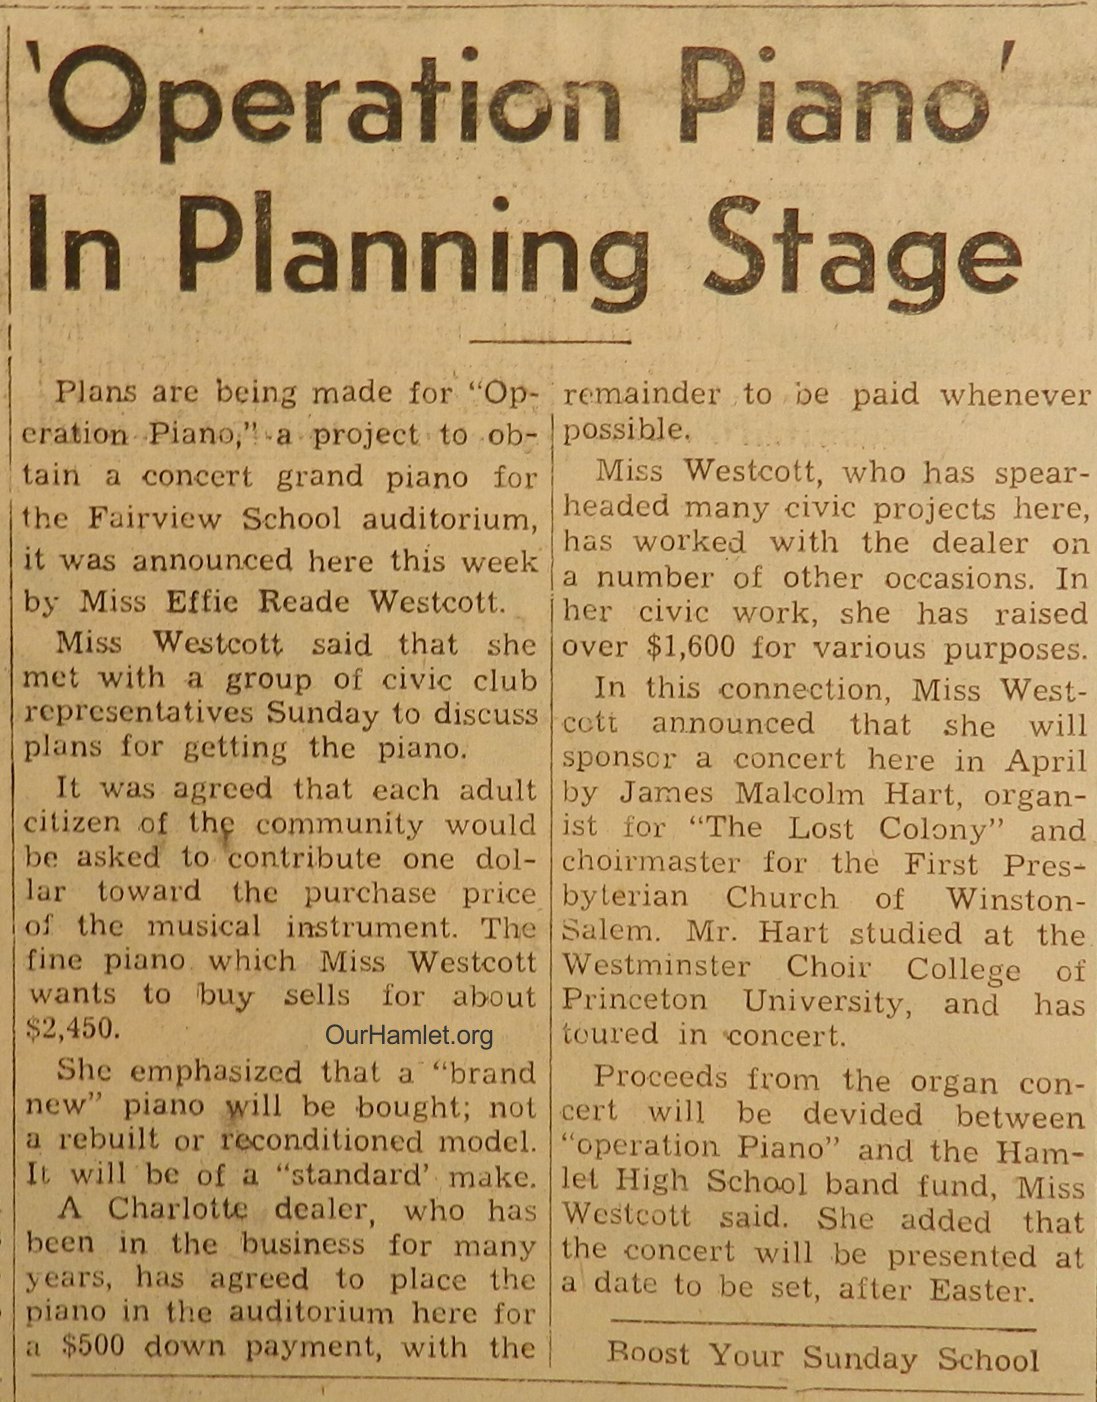 'Operation Piano'
In Planning Stage
Plans are being made for "Op-
eration Piano," a project to ob-
tain a concert grand piano for
the Fairview School auditorium,
it was announced here this week
by Miss Effie Reade Westcott.
Miss Westcott said that she
met with a group of civic club
representatives Sunday to discuss
plans for getting the piano.
It was agreed that each adult
citizen of the community would
be asked to contribute one dol-
lar toward the purchase price
of the musical instrument. The
fine piano which Miss Westcott
wants to buy sells for about
$2,450.
OurHamlet.org
She emphasized that a "brand
new" piano will be bought; not
a rebuilt or reconditioned model.
It will be of a "standard' make.
A Charlotte dealer, who has
been in the business for many
years, has agreed to place the
piano in the auditorium here for
a $500 down payment, with the
remainder to be paid whenever
possible.
Miss Westcott, who has spear-
headed many civic projects here,
has worked with the dealer on
a number of other occasions. In
her civic work, she has raised
over $1,600 for various purposes.
In this connection, Miss West-
cott announced that she will
sponsor a concert here in April
by James Malcolm Hart, organ-
ist for "The Lost Colony" and
choirmaster for the First Pres-
byterian Church of Winston-
Salem. Mr. Hart studied at the
Westminster Choir College of
Princeton University, and has
toured in concert.
Proceeds from the organ con-
cert will be devided between
"operation Piano" and the Ham-
let High School band fund, Miss
Westcott said. She added that
the concert will be presented at
a date to be set, after Easter.
Boost Your Sunday School